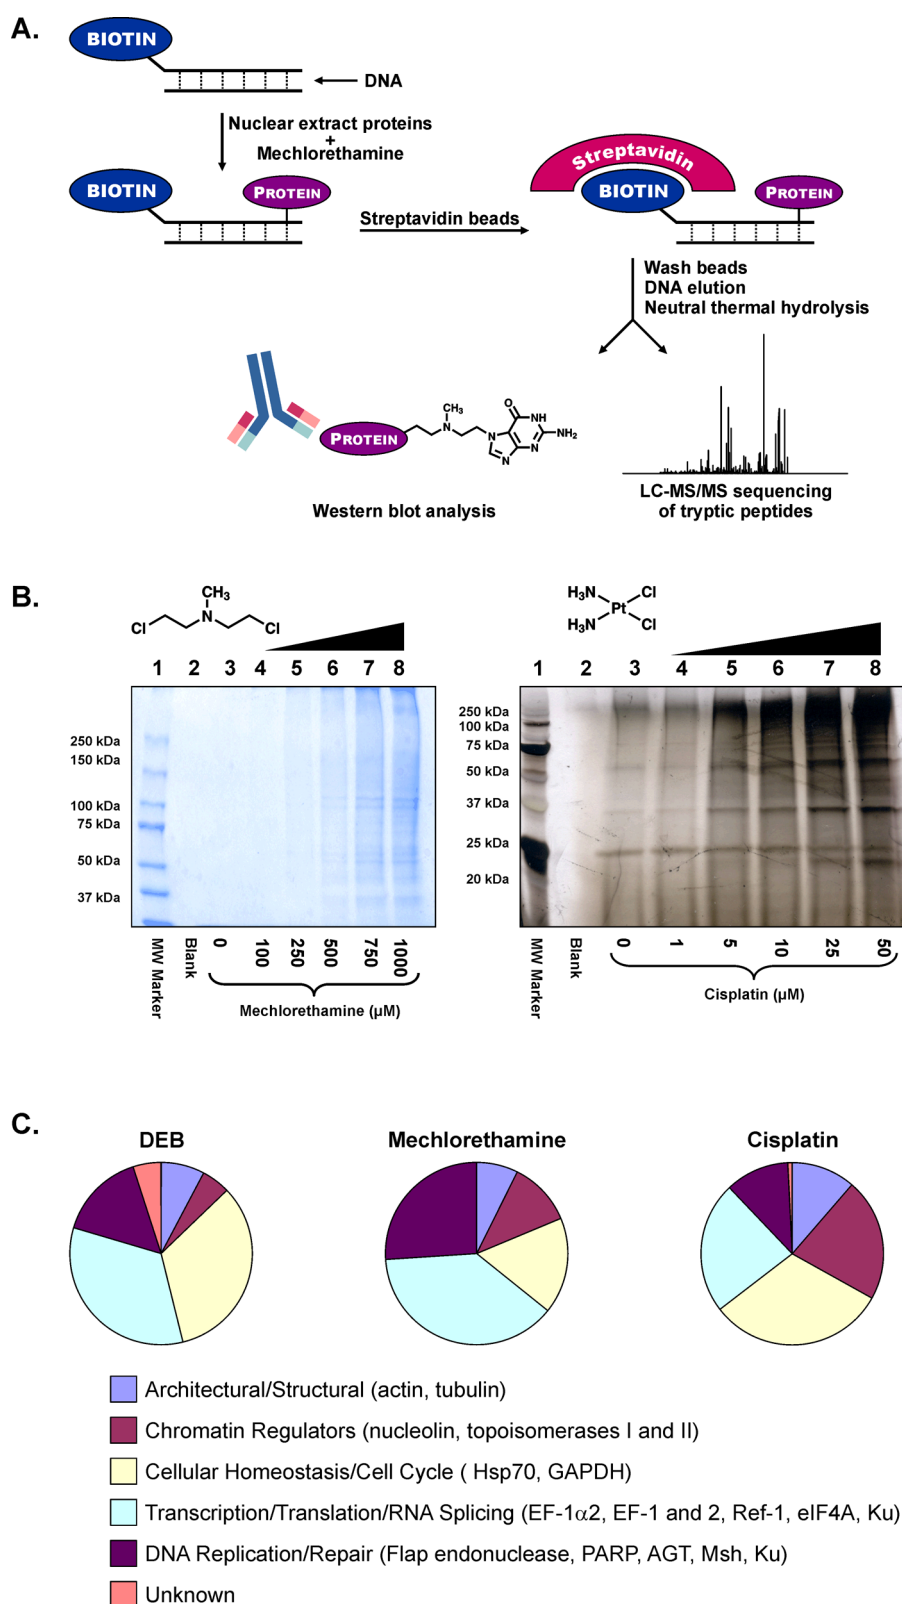 A.
BIOTIN
DNA
Nuclear extract proteins
+
Mechlorethamine
BIOTIN
PROTEIN
Streptavidin beads
Streptavidin
BIOTIN
PROTEIN
Wash beads
DNA elution
Neutral thermal hydrolysis
PROTEIN
CH3
N
O
N
NH
N
N
NH2
Western blot analysis
LC-MS/MS sequencing
of tryptic peptides
B.
CH3
N
Cl
Cl
1 2 3 4 5 6 7 8
250 kDa
150 kDa
100 kDa
75 kDa
50 kDa
37 kDa
MW Marker
Blank
0
100
250
500
750
1000
Mechlorethamine (µM)
H3N
Cl
Pt
H3N
Cl
1 2 3 4 5 6 7 8
250 kDa
100 kDa
75 kDa
50 kDa
37 kDa
25 kDa
20 kDa
MW Marker
Blank
0
1
5
10
25
50
Cisplatin (µM)
C.
DEB
Mechlorethamine
Cisplatin
Architectural/Structural (actin, tubulin)
Chromatin Regulators (nucleolin, topoisomerases I and II)
Cellular Homeostasis/Cell Cycle ( Hsp70, GAPDH)
Transcription/Translation/RNA Splicing (EF-1α2, EF-1 and 2, Ref-1, eIF4A, Ku)
DNA Replication/Repair (Flap endonuclease, PARP, AGT, Msh, Ku)
Unknown